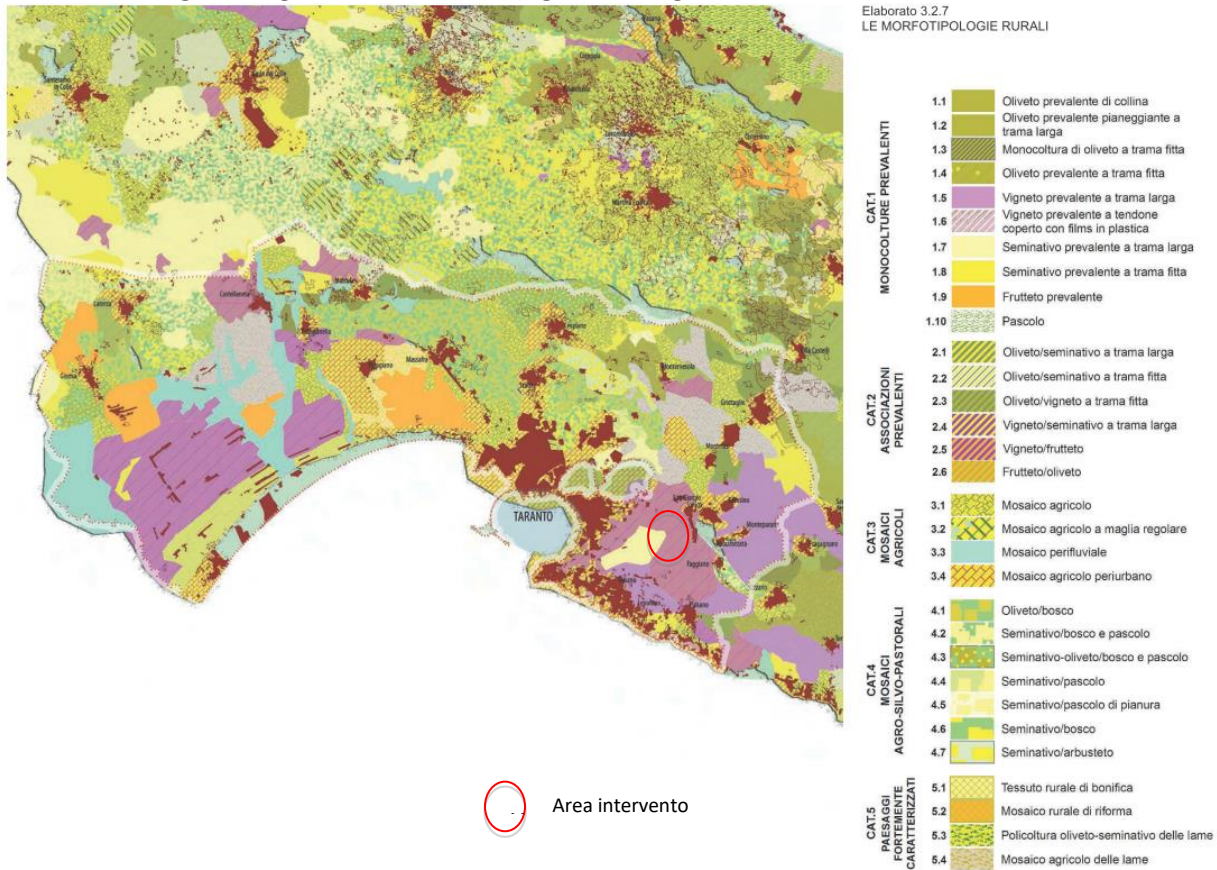 Elaborato 3.2.7
LE MORFOTIPOLOGIE RURALI
CAT.1
MONOCOLTURE PREVALENTI
1.1 Oliveto prevalente di collina
1.2 Oliveto prevalente pianeggiante a
trama larga
1.3 Monocoltura di oliveto a trama fitta
1.4 Oliveto prevalente a trama fitta
1.5 Vigneto prevalente a trama larga
1.6 Vigneto prevalente a tendone
coperto con films in plastica
1.7 Seminativo prevalente a trama larga
1.8 Seminativo prevalente a trama fitta
1.9 Frutteto prevalente
1.10 Pascolo
CAT.2
ASSOCIAZIONI
PREVALENTI
2.1 Oliveto/seminativo a trama larga
2.2 Oliveto/seminativo a trama fitta
2.3 Oliveto/vigneto a trama fitta
2.4 Vigneto/seminativo a trama larga
2.5 Vigneto/frutteto
2.6 Frutteto/oliveto
CAT.3
MOSAICI
AGRICOLI
3.1 Mosaico agricolo
3.2 Mosaico agricolo a maglia regolare
3.3 Mosaico perifluviale
3.4 Mosaico agricolo periurbano
CAT.4
MOSAICI
AGRO-SILVO-PASTORALI
4.1 Oliveto/bosco
4.2 Seminativo/bosco e pascolo
4.3 Seminativo-oliveto/bosco e pascolo
4.4 Seminativo/pascolo
4.5 Seminativo/pascolo di pianura
4.6 Seminativo/bosco
4.7 Seminativo/arbusteto
CAT.5
PAESAGGI
FORTEMENTE
CARATTERIZZATI
5.1 Tessuto rurale di bonifica
5.2 Mosaico rurale di riforma
5.3 Policoltura oliveto-seminativo delle lame
5.4 Mosaico agricolo delle lame
Castellaneta
Massafra
Montemesola
Grottaglie
TARANTO
Faggiano
Area intervento